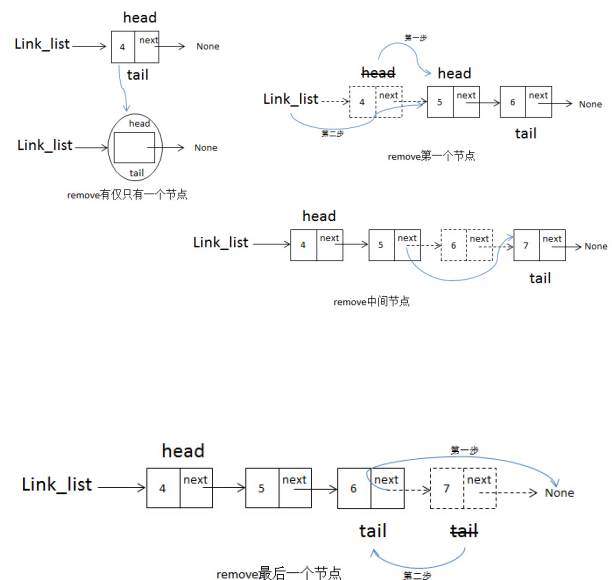 head
Link_list
4
next
None
tail
head
Link_list
None
tail
remove有仅只有一个节点
第一步
head
head
Link_list
4
next
5
next
6
next
None
第二步
tail
remove第一个节点
head
Link_list
4
next
5
next
6
next
7
next
None
tail
remove中间节点
第一步
head
Link_list
4
next
5
next
6
next
7
next
None
tail
tail
第二步
remove最后一个节点